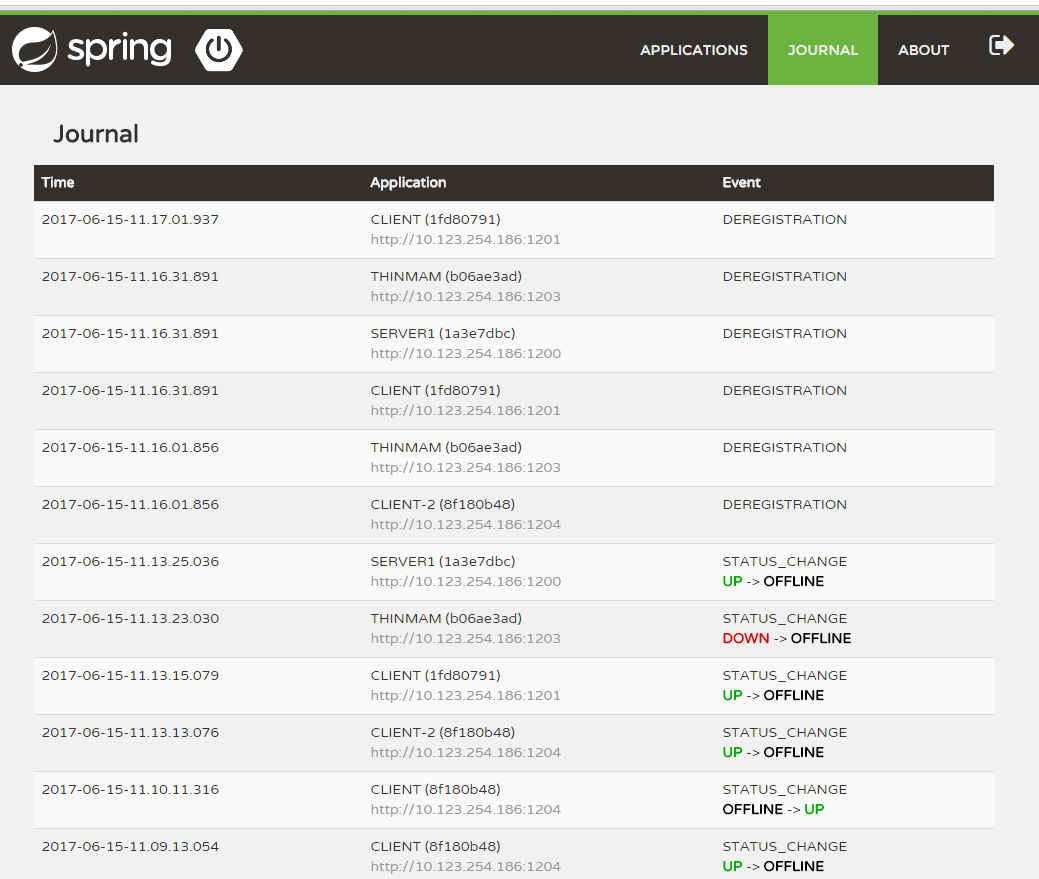 spring
APPLICATIONS JOURNAL ABOUT
Journal
Time Application Event
2017-06-15-11.17.01.937 CLIENT (1fd80791) DEREGISTRATION
http://10.123.254.186:1201
2017-06-15-11.16.31.891 THINMAM (b06ae3ad) DEREGISTRATION
http://10.123.254.186:1203
2017-06-15-11.16.31.891 SERVER1 (1a3e7dbc) DEREGISTRATION
http://10.123.254.186:1200
2017-06-15-11.16.31.891 CLIENT (1fd80791) DEREGISTRATION
http://10.123.254.186:1201
2017-06-15-11.16.01.856 THINMAM (b06ae3ad) DEREGISTRATION
http://10.123.254.186:1203
2017-06-15-11.16.01.856 CLIENT-2 (8f180b48) DEREGISTRATION
http://10.123.254.186:1204
2017-06-15-11.13.25.036 SERVER1 (1a3e7dbc) STATUS_CHANGE
http://10.123.254.186:1200 UP -> OFFLINE
2017-06-15-11.13.23.030 THINMAM (b06ae3ad) STATUS_CHANGE
http://10.123.254.186:1203 DOWN -> OFFLINE
2017-06-15-11.13.15.079 CLIENT (1fd80791) STATUS_CHANGE
http://10.123.254.186:1201 UP -> OFFLINE
2017-06-15-11.13.13.076 CLIENT-2 (8f180b48) STATUS_CHANGE
http://10.123.254.186:1204 UP -> OFFLINE
2017-06-15-11.10.11.316 CLIENT (8f180b48) STATUS_CHANGE
http://10.123.254.186:1204 OFFLINE -> UP
2017-06-15-11.09.13.054 CLIENT (8f180b48) STATUS_CHANGE
http://10.123.254.186:1204 UP -> OFFLINE